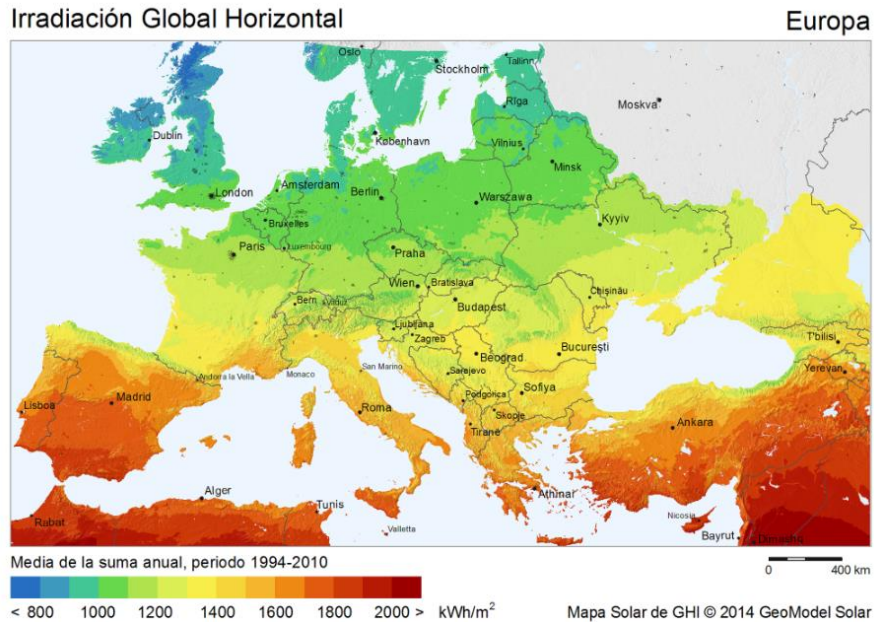 Irradiación Global Horizontal
Europa
Oslo
Stockholm
Tallinn
Rīga
Moskva
Dublin
København
Vilnius
Minsk
London
Amsterdam
Berlin
Warszawa
Bruxelles
Kyyiv
Paris
Luxembourg
Praha
Wien
Bratislava
Bern
Vaduz
Budapest
Chişinău
Ljubljana
Zagreb
T'bilisi
Beograd
Bucureşti
San Marino
Sarajevo
Yerevan
Andorra la Vella
Monaco
Podgorica
Sofiya
Madrid
Lisboa
Roma
Skopje
Tiranë
Ankara
Alger
Tunis
Athínai
Rabat
Valletta
Nicosia
Bayrut
Dimashq
Media de la suma anual, periodo 1994-2010
0 400 km
< 800 1000 1200 1400 1600 1800 2000 > kWh/m²
Mapa Solar de GHI © 2014 GeoModel Solar